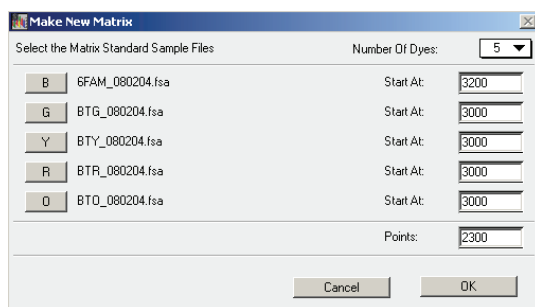 Make New Matrix
Select the Matrix Standard Sample Files Number Of Dyes: 5
B 6FAM_080204.fsa Start At: 3200
G BTG_080204.fsa Start At: 3000
Y BTY_080204.fsa Start At: 3000
R BTR_080204.fsa Start At: 3000
O BTO_080204.fsa Start At: 3000
Points: 2300
Cancel OK